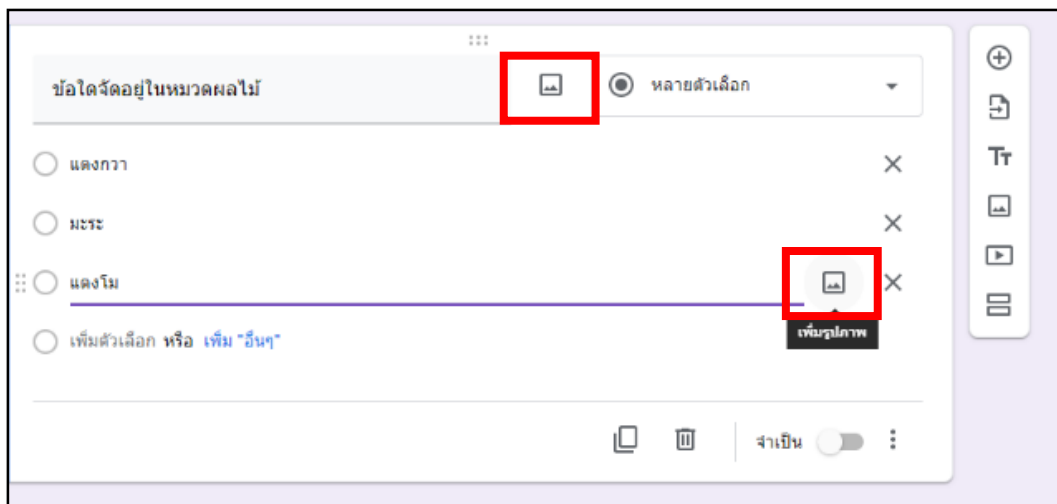 ข้อใดจัดอยู่ในหมวดผลไม้
หลายตัวเลือก
แตงกวา
มะระ
แตงโม
เพิ่มรูปภาพ
เพิ่มตัวเลือก หรือ เพิ่ม "อื่นๆ"
จำเป็น
Tт